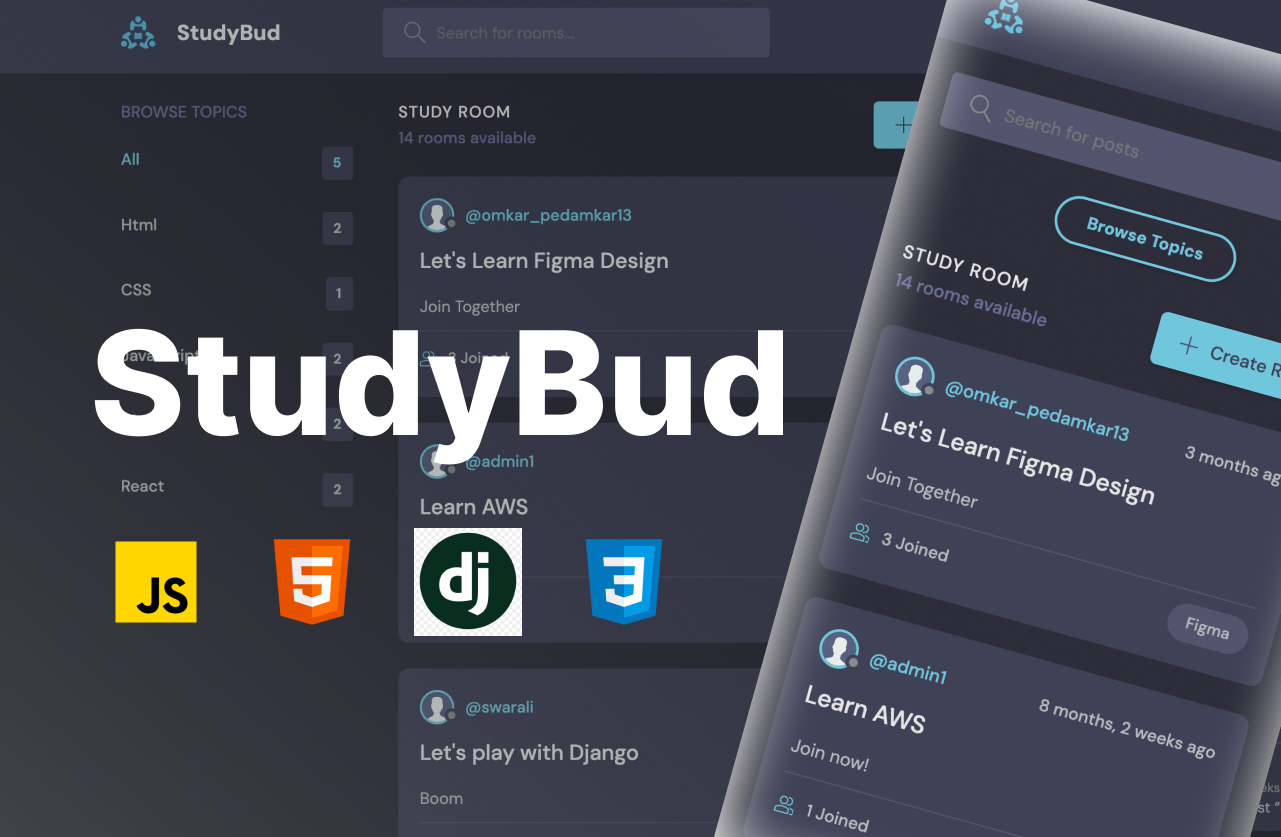 StudyBud
Search for rooms...
BROWSE TOPICS
All
5
Html
2
CSS
1
Javascript
2
2
React
2
STUDY ROOM
14 rooms available
@omkar_pedamkar13
Let's Learn Figma Design
Join Together
3 Joined
@admin1
Learn AWS
@swarali
Let's play with Django
Boom
StudyBud
JS
5
dj
3
Search for posts
Browse Topics
STUDY ROOM
14 rooms available
Create R
@omkar_pedamkar13
3 months ag
Let's Learn Figma Design
Join Together
3 Joined
Figma
@admin1
8 months, 2 weeks ago
Learn AWS
Join now!
1 Joined